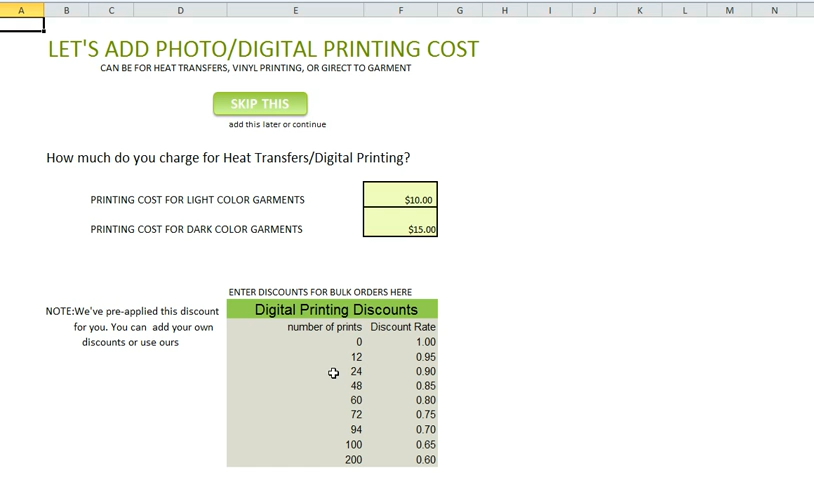 A B C D E F G H I J K L M N
LET'S ADD PHOTO/DIGITAL PRINTING COST
CAN BE FOR HEAT TRANSFERS, VINYL PRINTING, OR GIRECT TO GARMENT
SKIP THIS
add this later or continue
How much do you charge for Heat Transfers/Digital Printing?
PRINTING COST FOR LIGHT COLOR GARMENTS $10.00
PRINTING COST FOR DARK COLOR GARMENTS $15.00
ENTER DISCOUNTS FOR BULK ORDERS HERE
NOTE:We've pre-applied this discount
for you. You can add your own
discounts or use ours
Digital Printing Discounts
number of prints Discount Rate
0 1.00
12 0.95
24 0.90
48 0.85
60 0.80
72 0.75
94 0.70
100 0.65
200 0.60